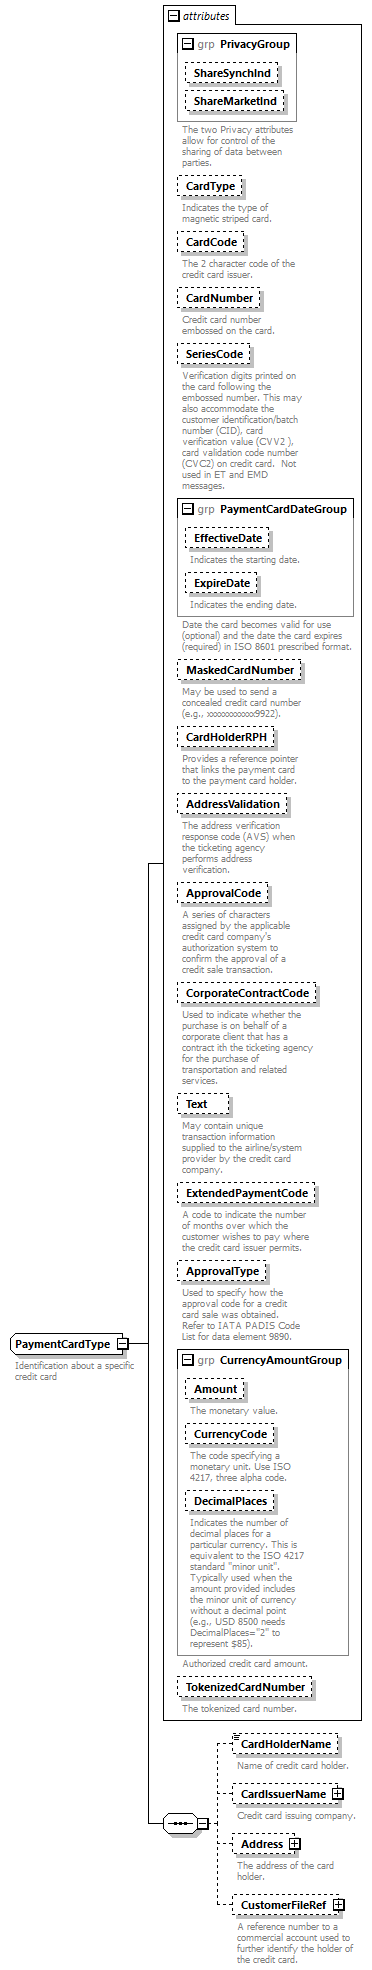 attributes
grp PrivacyGroup
ShareSynchInd
ShareMarketInd
The two Privacy attributes
allow for control of the
sharing of data between
parties.
CardType
Indicates the type of
magnetic striped card.
CardCode
The 2 character code of the
credit card issuer.
CardNumber
Credit card number
embossed on the card.
SeriesCode
Verification digits printed on
the card following the
embossed number. This may
also accommodate the
customer identification/batch
number (CID), card
verification value (CVV2 ),
card validation code number
(CVC2) on credit card.  Not
used in ET and EMD
messages.
grp PaymentCardDateGroup
EffectiveDate
Indicates the starting date.
ExpireDate
Indicates the ending date.
Date the card becomes valid for use
(optional) and the date the card expires
(required) in ISO 8601 prescribed format.
MaskedCardNumber
May be used to send a
concealed credit card number
(e.g., xxxxxxxxxxxx9922).
CardHolderRPH
Provides a reference pointer
that links the payment card
to the payment card holder.
AddressValidation
The address verification
response code (AVS) when
the ticketing agency
performs address
verification.
ApprovalCode
A series of characters
assigned by the applicable
credit card company's
authorization system to
confirm the approval of a
credit sale transaction.
CorporateContractCode
Used to indicate whether the
purchase is on behalf of a
corporate client that has a
contract ith the ticketing agency
for the purchase of
transportation and related
services.
Text
May contain unique
transaction information
supplied to the airline/system
provider by the credit card
company.
ExtendedPaymentCode
A code to indicate the number
of months over which the
customer wishes to pay where
the credit card issuer permits.
ApprovalType
Used to specify how the
approval code for a credit
card sale was obtained.
Refer to IATA PADIS Code
List for data element 9890.
PaymentCardType
Identification about a specific
credit card
grp CurrencyAmountGroup
Amount
The monetary value.
CurrencyCode
The code specifying a
monetary unit. Use ISO
4217, three alpha code.
DecimalPlaces
Indicates the number of
decimal places for a
particular currency. This is
equivalent to the ISO 4217
standard "minor unit".
Typically used when the
amount provided includes
the minor unit of currency
without a decimal point
(e.g., USD 8500 needs
DecimalPlaces="2" to
represent $85).
Authorized credit card amount.
TokenizedCardNumber
The tokenized card number.
CardHolderName
Name of credit card holder.
CardIssuerName
Credit card issuing company.
Address
The address of the card
holder.
CustomerFileRef
A reference number to a
commercial account used to
further identify the holder of
the credit card.